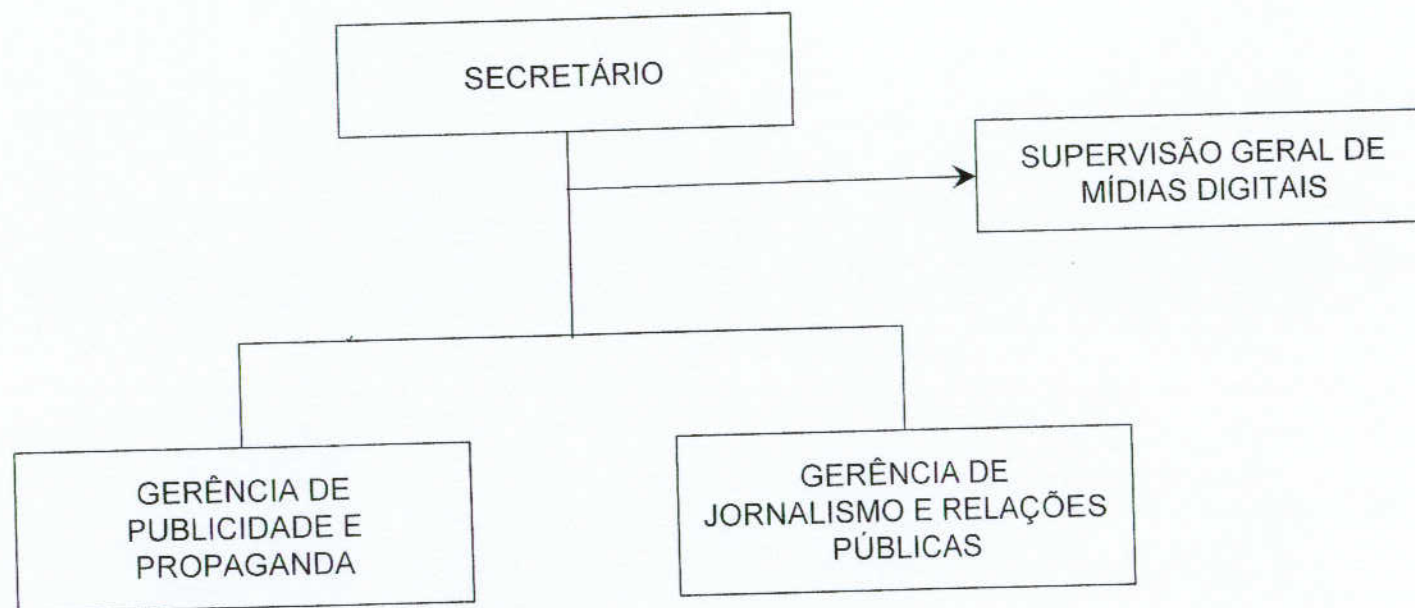 SECRETÁRIO
SUPERVISÃO GERAL DE
MÍDIAS DIGITAIS
GERÊNCIA DE
PUBLICIDADE E
PROPAGANDA
GERÊNCIA DE
JORNALISMO E RELAÇÕES
PÚBLICAS